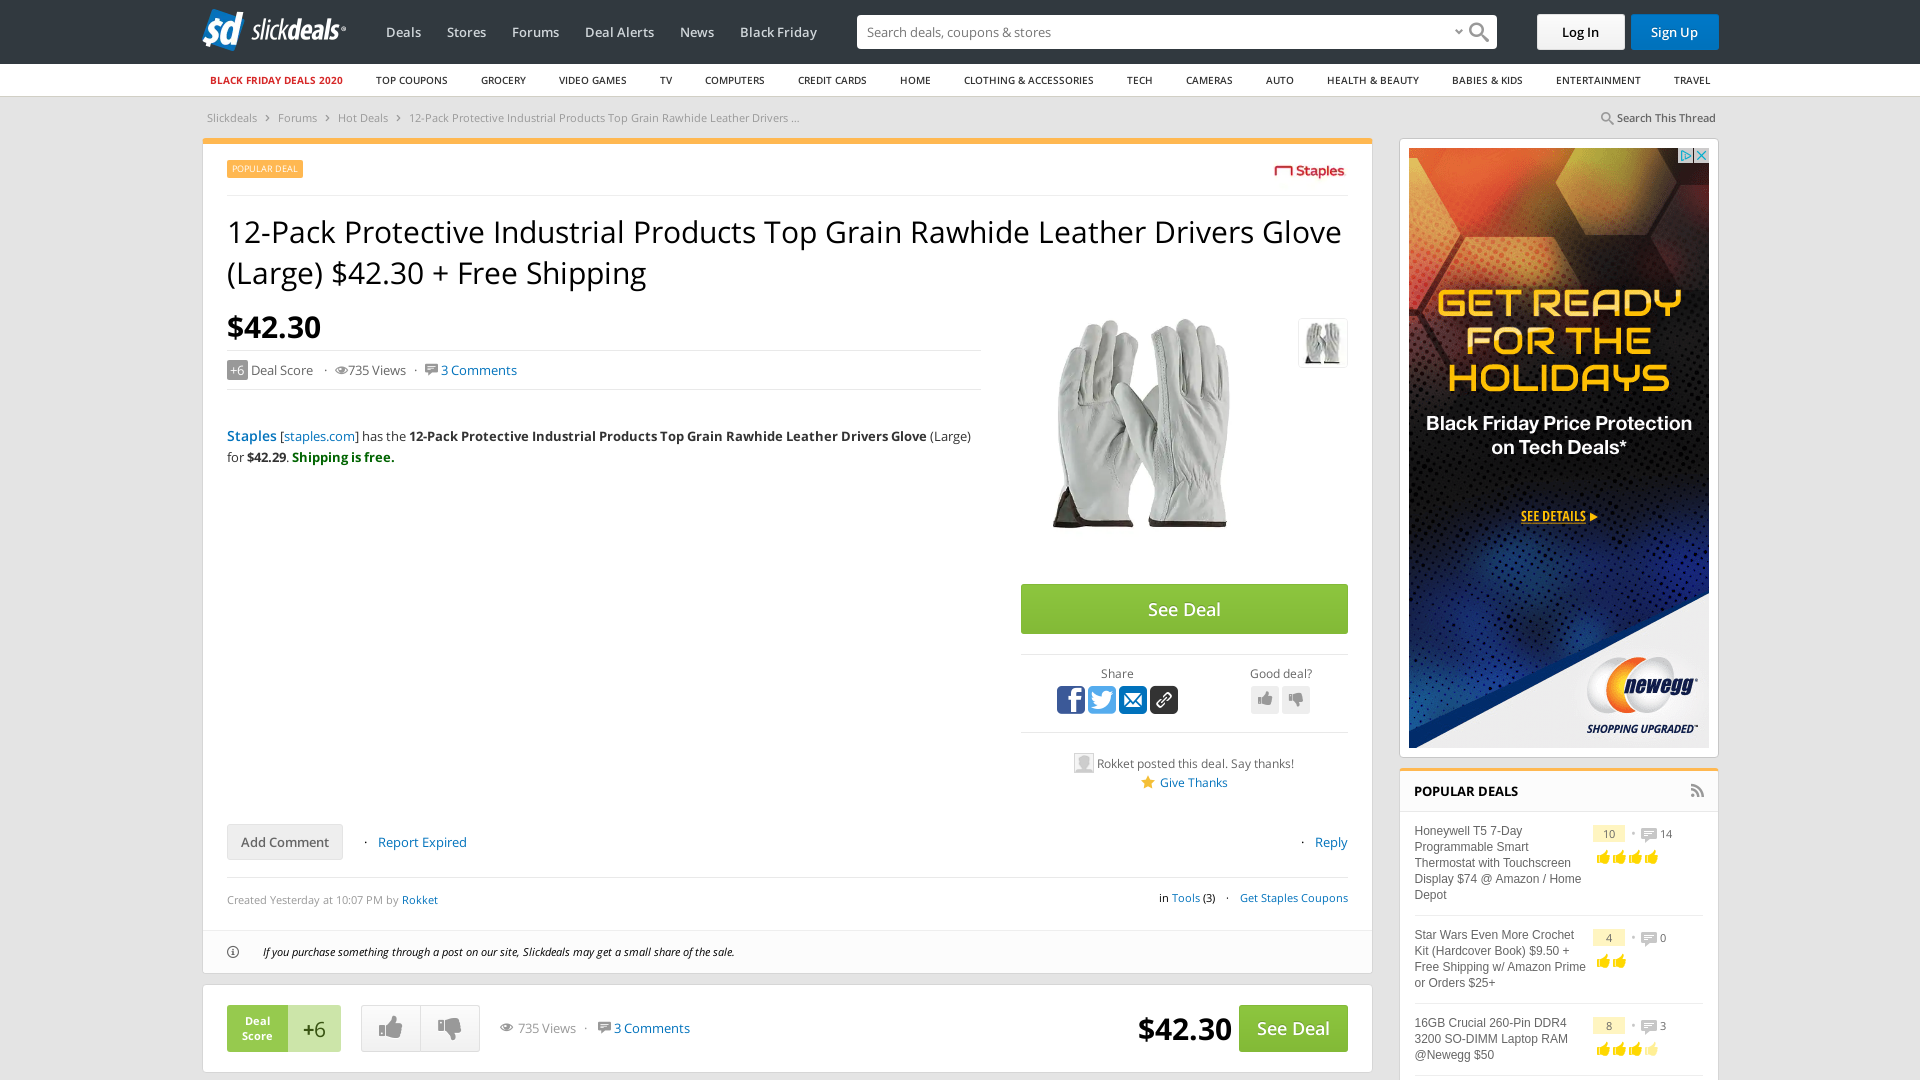 slickdeals
Deals
Stores
Forums
Deal Alerts
News
Black Friday
Search deals, coupons & stores
Log In
Sign Up
BLACK FRIDAY DEALS 2020
TOP COUPONS
GROCERY
VIDEO GAMES
TV
COMPUTERS
CREDIT CARDS
HOME
CLOTHING & ACCESSORIES
TECH
CAMERAS
AUTO
HEALTH & BEAUTY
BABIES & KIDS
ENTERTAINMENT
TRAVEL
Slickdeals › Forums › Hot Deals › 12-Pack Protective Industrial Products Top Grain Rawhide Leather Drivers ...
Search This Thread
POPULAR DEAL
Staples
12-Pack Protective Industrial Products Top Grain Rawhide Leather Drivers Glove
(Large) $42.30 + Free Shipping
$42.30
+6 Deal Score · 735 Views · 3 Comments
Staples [staples.com] has the 12-Pack Protective Industrial Products Top Grain Rawhide Leather Drivers Glove (Large)
for $42.29. Shipping is free.
See Deal
Share
Good deal?
Rokket posted this deal. Say thanks!
Give Thanks
Add Comment · Report Expired
· Reply
Created Yesterday at 10:07 PM by Rokket
in Tools (3) · Get Staples Coupons
If you purchase something through a post on our site, Slickdeals may get a small share of the sale.
Deal
Score
+6
735 Views · 3 Comments
$42.30
See Deal
GET READY
FOR THE
HOLIDAYS
Black Friday Price Protection
on Tech Deals*
SEE DETAILS
newegg
SHOPPING UPGRADED™
POPULAR DEALS
Honeywell T5 7-Day
Programmable Smart
Thermostat with Touchscreen
Display $74 @ Amazon / Home
Depot
10 • 14
Star Wars Even More Crochet
Kit (Hardcover Book) $9.50 +
Free Shipping w/ Amazon Prime
or Orders $25+
4 • 0
16GB Crucial 260-Pin DDR4
3200 SO-DIMM Laptop RAM
@Newegg $50
8 • 3